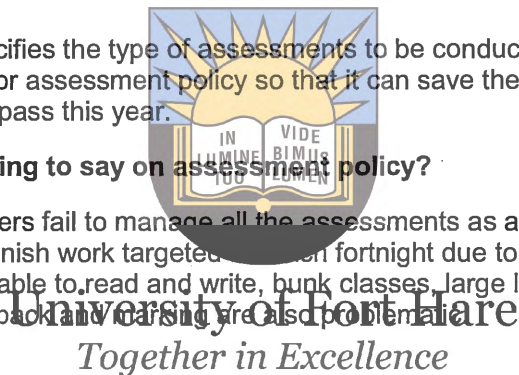 cifies the type of assessments to be conduc
or assessment policy so that it can save the
pass this year.
ing to say on assessment policy?
IN LUMINE TUO
VIDE BIMUS LUMEN
ers fail to manage all the assessments as a
nish work targeted fortnight due to
able to read and write, bunk classes, large l
back and marking are also problematic
University of Fort Hare
Together in Excellence